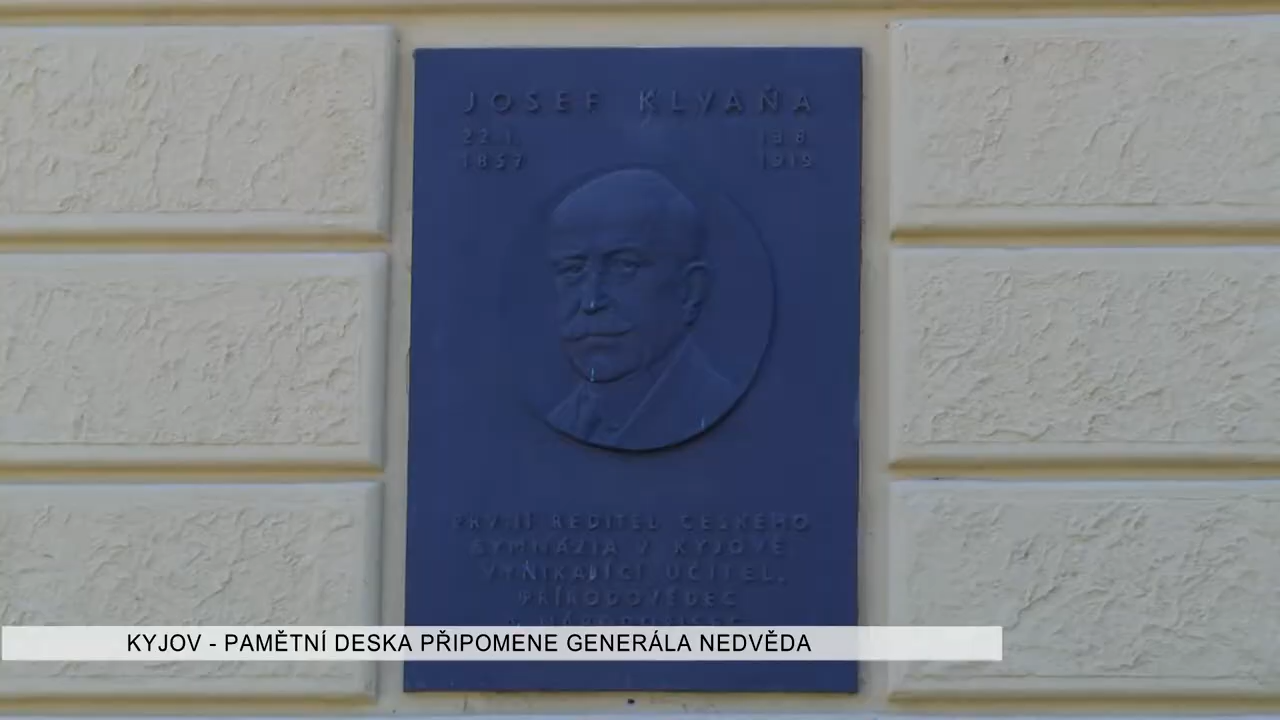 JOSEF KLVAŇA
22.1. 13.8.
1857 1919
PRVNÍ ŘEDITEL ČESKÉHO
GYMNÁZIA V KYJOVĚ
VYNIKAJÍCÍ UČITEL,
PŘÍRODOVĚDEC
KYJOV - PAMĚTNÍ DESKA PŘIPOMENE GENERÁLA NEDVĚDA